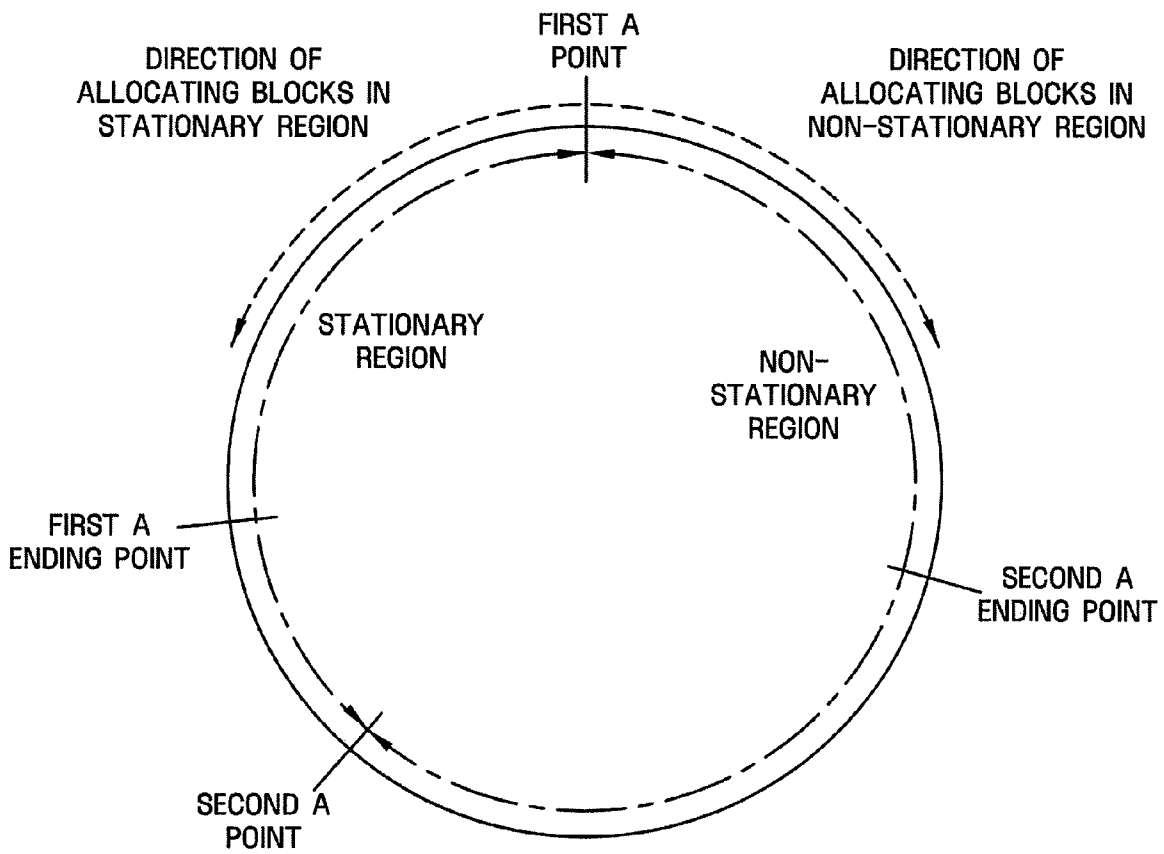 FIRST A
POINT
DIRECTION OF
ALLOCATING BLOCKS IN
STATIONARY REGION
DIRECTION OF
ALLOCATING BLOCKS IN
NON-STATIONARY REGION
STATIONARY
REGION
NON-
STATIONARY
REGION
FIRST A
ENDING POINT
SECOND A
ENDING POINT
SECOND A
POINT